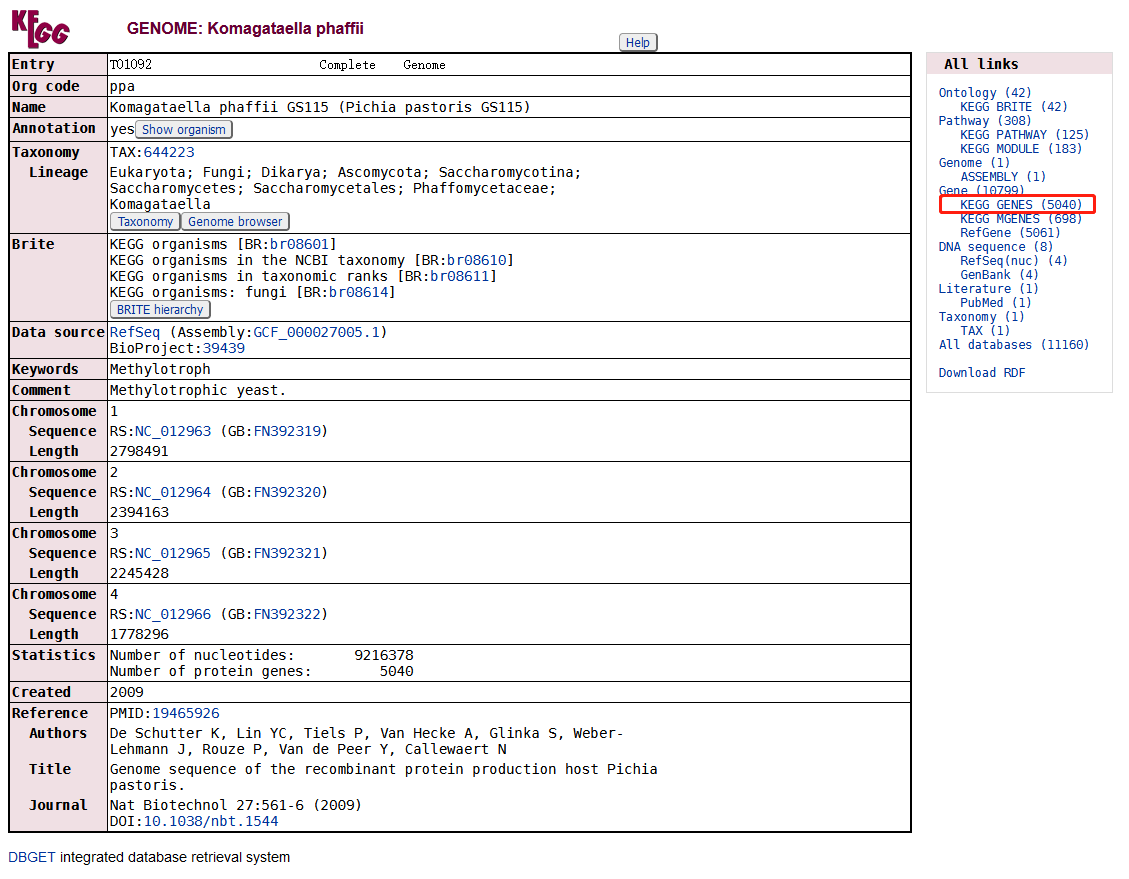 KEGG
GENOME: Komagataella phaffii
Help
Entry T01092 Complete Genome
Org code ppa
Name Komagataella phaffii GS115 (Pichia pastoris GS115)
Annotation yes Show organism
Taxonomy TAX:644223
Lineage Eukaryota; Fungi; Dikarya; Ascomycota; Saccharomycotina;
Saccharomycetes; Saccharomycetales; Phaffomycetaceae;
Komagataella
Taxonomy Genome browser
Brite KEGG organisms [BR:br08601]
KEGG organisms in the NCBI taxonomy [BR:br08610]
KEGG organisms in taxonomic ranks [BR:br08611]
KEGG organisms: fungi [BR:br08614]
BRITE hierarchy
Data source RefSeq (Assembly:GCF_000027005.1)
BioProject:39439
Keywords Methylotroph
Comment Methylotrophic yeast.
Chromosome 1
Sequence RS:NC_012963 (GB:FN392319)
Length 2798491
Chromosome 2
Sequence RS:NC_012964 (GB:FN392320)
Length 2394163
Chromosome 3
Sequence RS:NC_012965 (GB:FN392321)
Length 2245428
Chromosome 4
Sequence RS:NC_012966 (GB:FN392322)
Length 1778296
Statistics Number of nucleotides: 9216378
Number of protein genes: 5040
Created 2009
Reference PMID:19465926
Authors De Schutter K, Lin YC, Tiels P, Van Hecke A, Glinka S, Weber-
Lehmann J, Rouze P, Van de Peer Y, Callewaert N
Title Genome sequence of the recombinant protein production host Pichia
pastoris.
Journal Nat Biotechnol 27:561-6 (2009)
DOI:10.1038/nbt.1544
DBGET integrated database retrieval system
All links
Ontology (42)
KEGG BRITE (42)
Pathway (308)
KEGG PATHWAY (125)
KEGG MODULE (183)
Genome (1)
ASSEMBLY (1)
Gene (10799)
KEGG GENES (5040)
KEGG MGENES (698)
RefGene (5061)
DNA sequence (8)
RefSeq(nuc) (4)
GenBank (4)
Literature (1)
PubMed (1)
Taxonomy (1)
TAX (1)
All databases (11160)
Download RDF